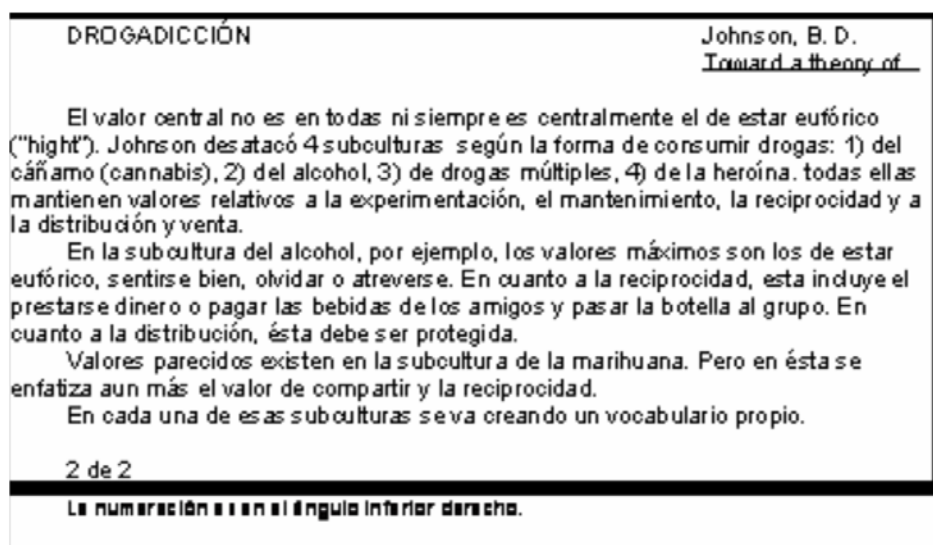 DROGADICCIÓN Johnson, B. D.
Toward a theory of
El valor central no es en todas ni siempre es centralmente el de estar eufórico
("hight"). Johnson desatacó 4 subculturas según la forma de consumir drogas: 1) del
cáñamo (cannabis), 2) del alcohol, 3) de drogas múltiples, 4) de la heroína. todas ellas
mantienen valores relativos a la experimentación, el mantenimiento, la reciprocidad y a
la distribución y venta.
En la subcultura del alcohol, por ejemplo, los valores máximos son los de estar
eufórico, sentirse bien, olvidar o atreverse. En cuanto a la reciprocidad, esta incluye el
prestarse dinero o pagar las bebidas de los amigos y pasar la botella al grupo. En
cuanto a la distribución, ésta debe ser protegida.
Valores parecidos existen en la subcultura de la marihuana. Pero en ésta se
enfatiza aun más el valor de compartir y la reciprocidad.
En cada una de esas subculturas se va creando un vocabulario propio.
2 de 2
La numeración es en el ángulo inferior derecho.